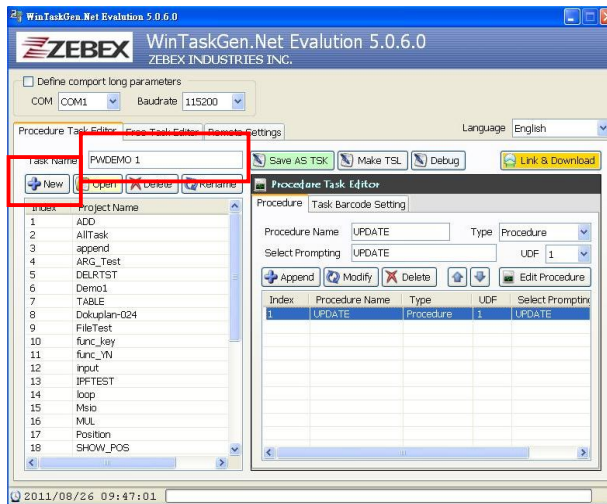 WinTaskGen.Net Evalution 5.0.6.0
ZEBEX
WinTaskGen.Net Evalution 5.0.6.0
ZEBEX INDUSTRIES INC.
Define comport long parameters
COM COM1 Baudrate 115200
Procedure Task Editor Free Task Editor Remote Settings Language English
Task Name PWDEMO 1 Save AS TSK Make TSL Debug Link & Download
New Open Delete Rename
Procedure Task Editor
Procedure Task Barcode Setting
Procedure Name UPDATE Type Procedure
Select Prompting UPDATE UDF 1
Append Modify Delete Edit Procedure
Index Procedure Name Type UDF Select Prompting
1 UPDATE Procedure 1 UPDATE
Index Project Name
1 ADD
2 AllTask
3 append
4 ARG_Test
5 DELRTST
6 Demo1
7 TABLE
8 Dokuplan-024
9 FileTest
10 func_key
11 func_YN
12 input
13 IPFTEST
14 loop
15 Msio
16 MUL
17 Position
18 SHOW_POS
2011/08/26 09:47:01